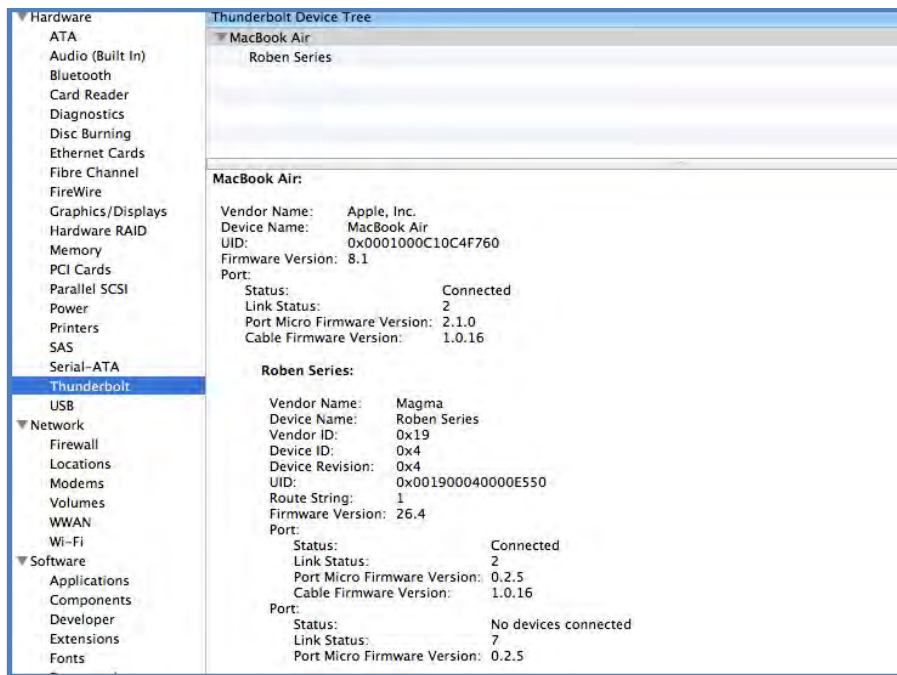 Hardware
ATA
Audio (Built In)
Bluetooth
Card Reader
Diagnostics
Disc Burning
Ethernet Cards
Fibre Channel
FireWire
Graphics/Displays
Hardware RAID
Memory
PCI Cards
Parallel SCSI
Power
Printers
SAS
Serial-ATA
Thunderbolt
USB
Network
Firewall
Locations
Modems
Volumes
WWAN
Wi-Fi
Software
Applications
Components
Developer
Extensions
Fonts
Thunderbolt Device Tree
MacBook Air
Roben Series
MacBook Air:
Vendor Name: Apple, Inc.
Device Name: MacBook Air
UID: 0x0001000C10C4F760
Firmware Version: 8.1
Port:
Status: Connected
Link Status: 2
Port Micro Firmware Version: 2.1.0
Cable Firmware Version: 1.0.16
Roben Series:
Vendor Name: Magma
Device Name: Roben Series
Vendor ID: 0x19
Device ID: 0x4
Device Revision: 0x4
UID: 0x001900040000E550
Route String: 1
Firmware Version: 26.4
Port:
Status: Connected
Link Status: 2
Port Micro Firmware Version: 0.2.5
Cable Firmware Version: 1.0.16
Port:
Status: No devices connected
Link Status: 7
Port Micro Firmware Version: 0.2.5